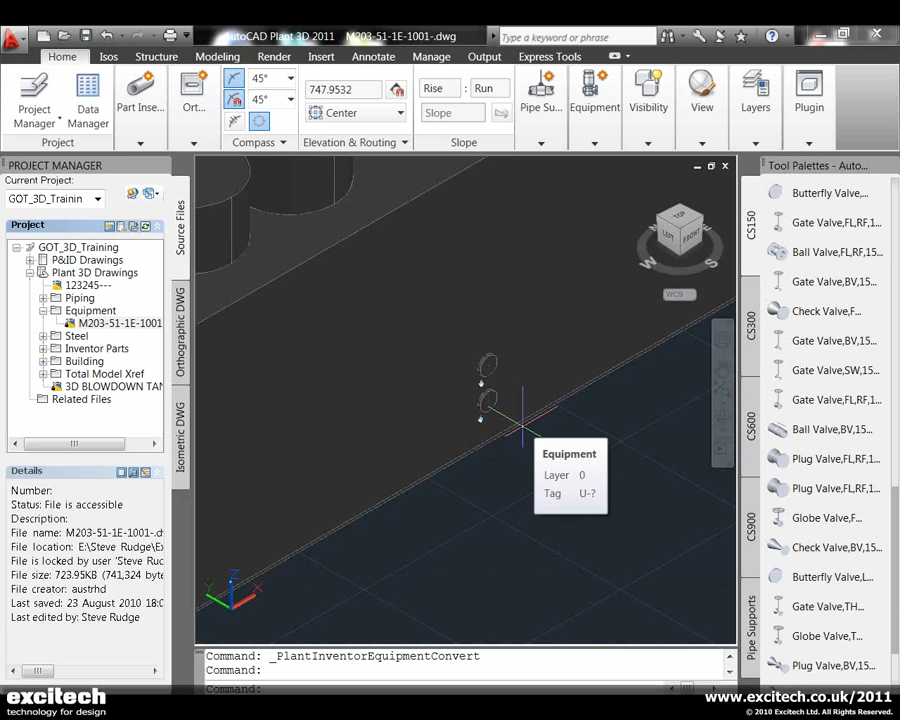 AutoCAD Plant 3D 2011 M203-51-1E-1001-.dwg
Type a keyword or phrase
Home Isos Structure Modeling Render Insert Annotate Manage Output Express Tools
Project Manager
Data Manager
Part Inse...
Ort...
45°
45°
747.9532
Center
Rise : Run
Slope
Pipe Su...
Equipment
Visibility
View
Layers
Plugin
Project
Compass
Elevation & Routing
Slope
PROJECT MANAGER
Current Project:
GOT_3D_Trainin
Project
GOT_3D_Training
P&ID Drawings
Plant 3D Drawings
123245---
Piping
Equipment
M203-51-1E-1001
Steel
Inventor Parts
Building
Total Model Xref
3D BLOWDOWN TAN
Related Files
Source Files
Orthographic DWG
Isometric DWG
Details
Number:
Status: File is accessible
Description:
File name: M203-51-1E-1001-.dw
File location: E:\Steve Rudge\Ex
File is locked by user 'Steve Ruc
File size: 723.95KB (741,324 byte
File creator: austrhd
Last saved: 23 August 2010 18:0
Last edited by: Steve Rudge
TOP
LEFT
FRONT
W
S
WCS
Equipment
Layer 0
Tag U-?
Z
Y
X
Command: _PlantInventorEquipmentConvert
Command:
Command:
Tool Palettes - Auto...
CS150
CS300
CS600
CS900
Pipe Supports
Butterfly Valve,...
Gate Valve,FL,RF,1...
Ball Valve,FL,RF,15...
Gate Valve,BV,15...
Check Valve,F...
Gate Valve,BV,15...
Gate Valve,SW,15...
Gate Valve,FL,RF,1...
Ball Valve,BV,15...
Plug Valve,FL,RF,1...
Plug Valve,FL,RF,1...
Globe Valve,F...
Check Valve,BV,15...
Butterfly Valve,L...
Gate Valve,TH...
Globe Valve,T...
Plug Valve,BV,15...
excitech
technology for design
www.excitech.co.uk/2011
© 2010 Excitech Ltd. All Rights Reserved.